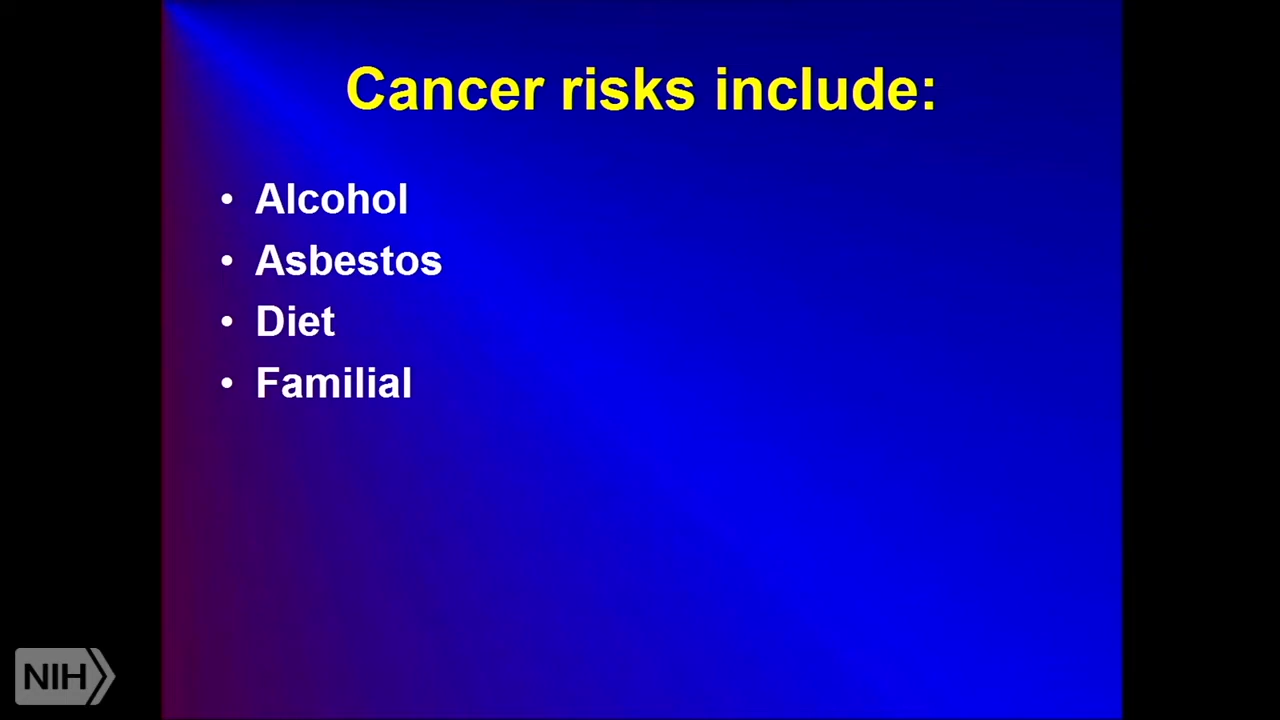 Cancer risks include:
• Alcohol
• Asbestos
• Diet
• Familial
NIH